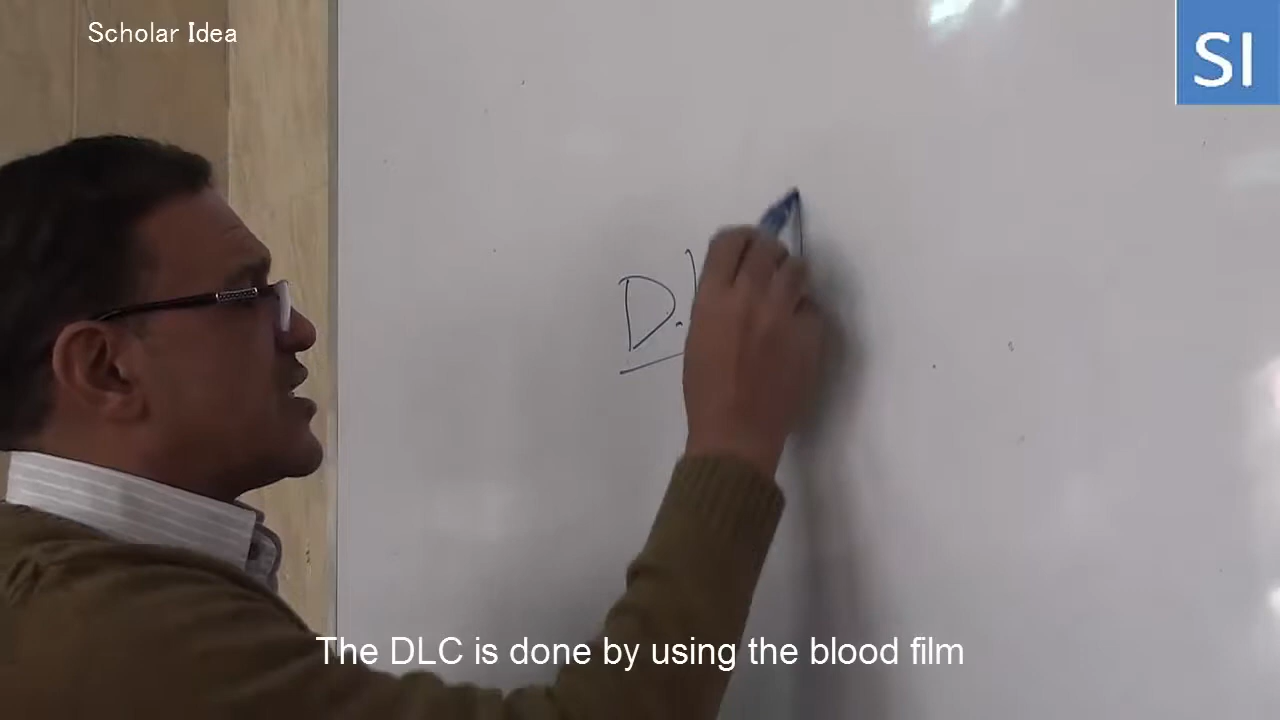 Scholar Idea
SI
D.
The DLC is done by using the blood film